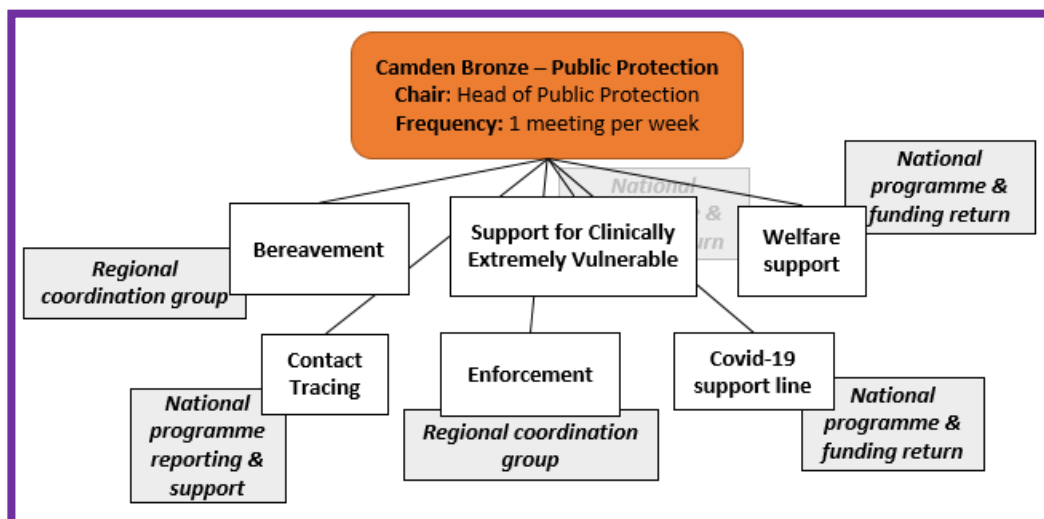 Camden Bronze – Public Protection
Chair: Head of Public Protection
Frequency: 1 meeting per week
National
programme &
funding return
National
&
Bereavement
Support for Clinically
Extremely Vulnerable
Welfare
support
Regional
coordination group
Contact
Tracing
Enforcement
Covid-19
support line
National
programme
reporting &
support
Regional coordination
group
National
programme &
funding return